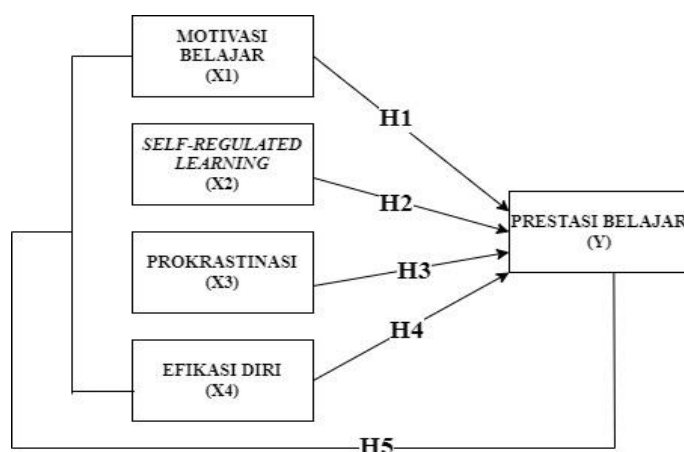 MOTIVASI
BELAJAR
(X1)
H1
SELF-REGULATED
LEARNING
(X2)
H2
PRESTASI BELAJAR
(Y)
PROKRASTINASI
(X3)
H3
H4
EFIKASI DIRI
(X4)
H5